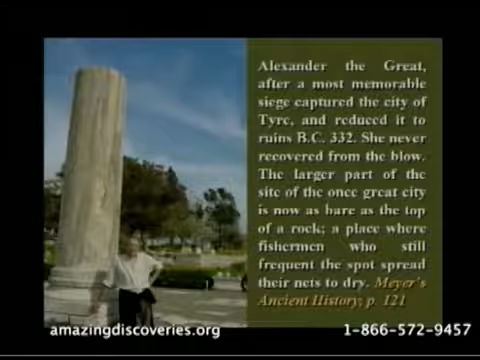 Alexander the Great,
after a most memorable
siege captured the city of
Tyre, and reduced it to
ruins B.C. 332. She never
recovered from the blow.
The larger part of the
site of the once great city
is now as bare as the top
of a rock; a place where
fishermen who still
frequent the spot spread
their nets to dry. Meyer's
Ancient History; p. 121
amazingdiscoveries.org
1-866-572-9457